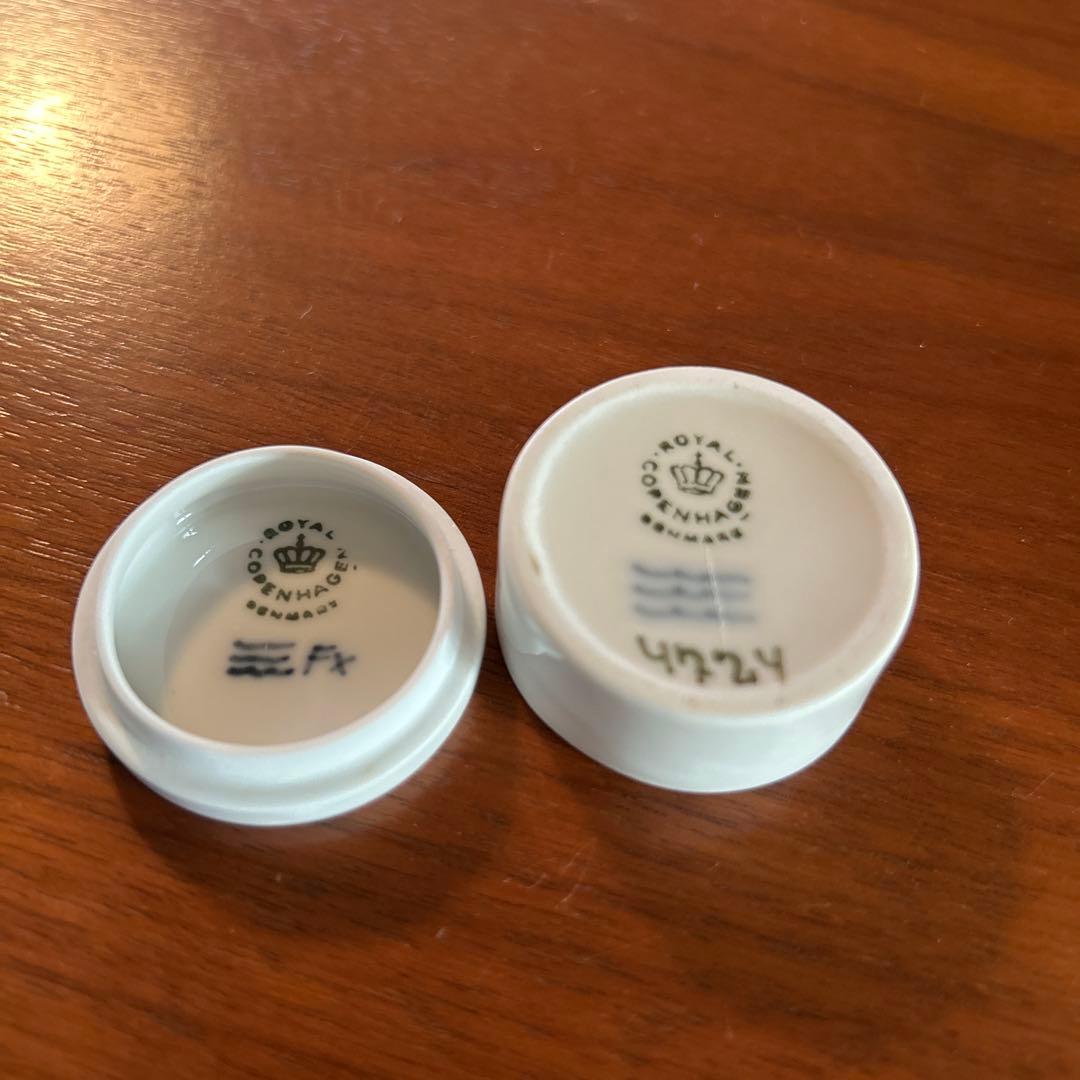 ROYAL
COPENHAGEN
DENMARK
Fx
ROYAL
COPENHAGEN
DENMARK
4724